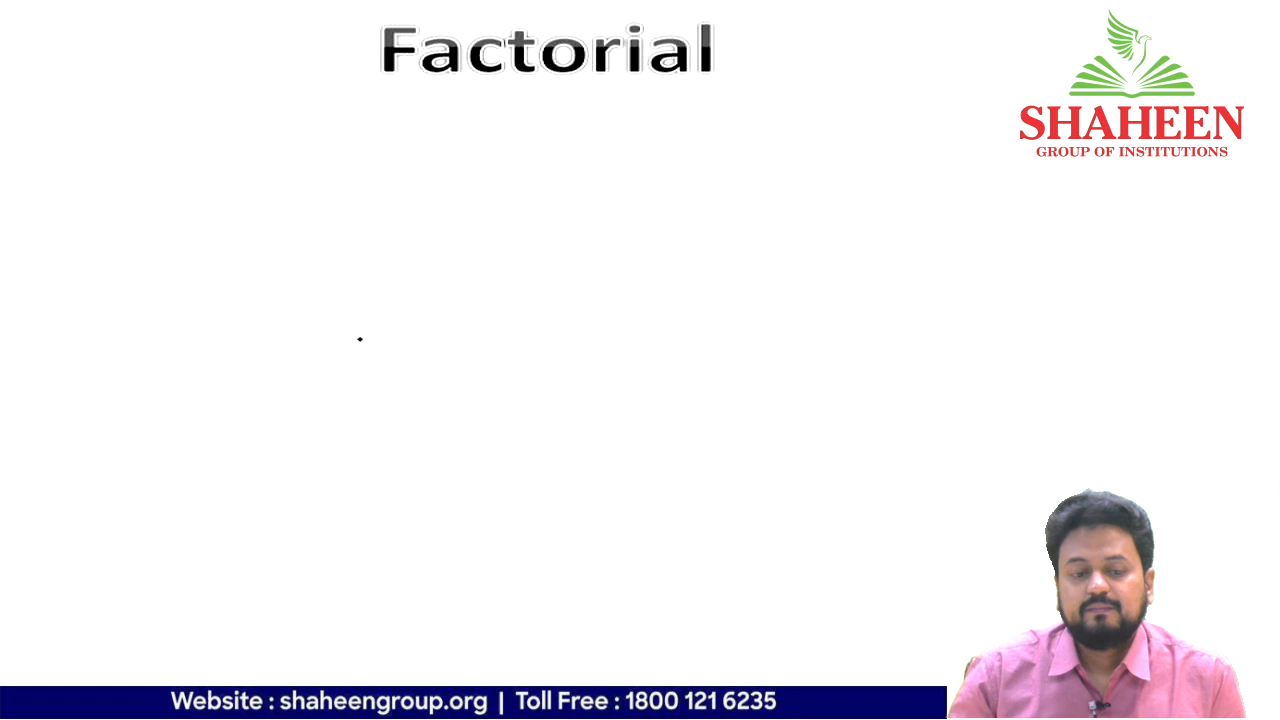 Factorial
SHAHEEN
GROUP OF INSTITUTIONS
Website : shaheengroup.org | Toll Free : 1800 121 6235